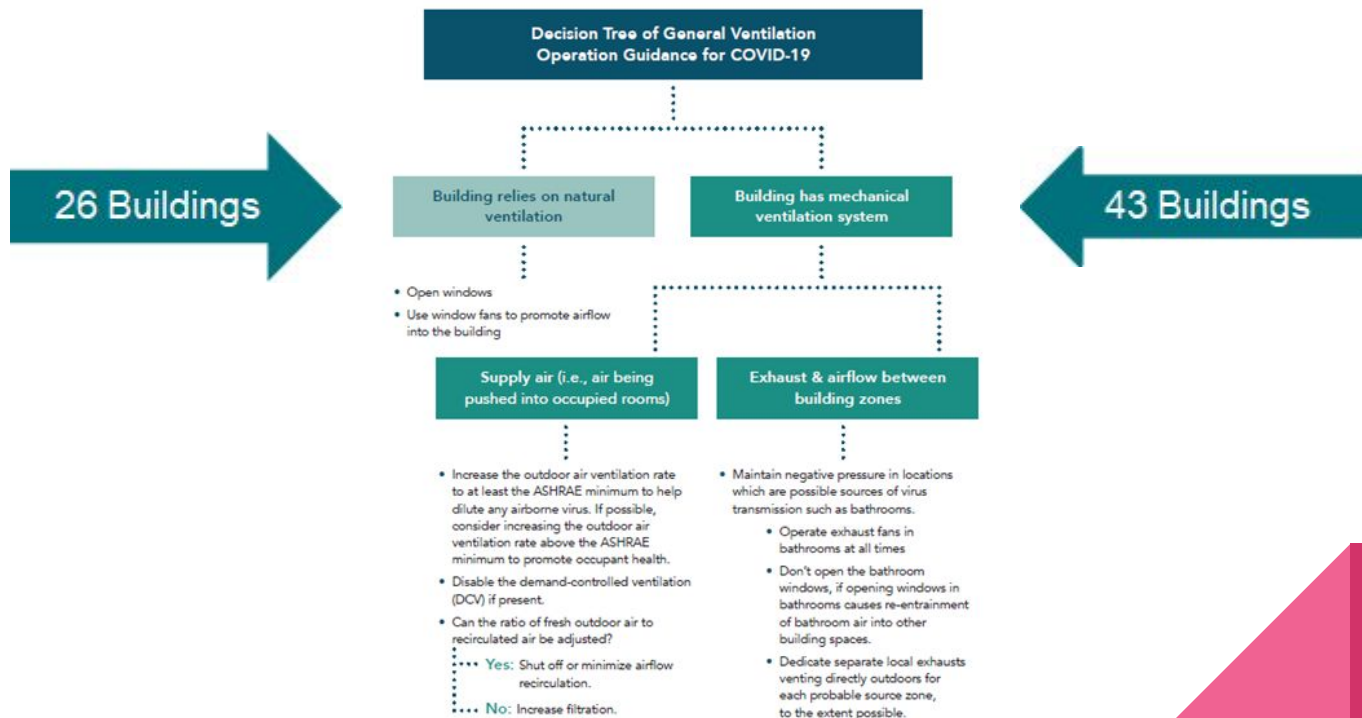 Decision Tree of General Ventilation
Operation Guidance for COVID-19
26 Buildings
43 Buildings
Building relies on natural
ventilation
Building has mechanical
ventilation system
• Open windows
• Use window fans to promote airflow
into the building
Supply air (i.e., air being
pushed into occupied rooms)
Exhaust & airflow between
building zones
• Increase the outdoor air ventilation rate
to at least the ASHRAE minimum to help
dilute any airborne virus. If possible,
consider increasing the outdoor air
ventilation rate above the ASHRAE
minimum to promote occupant health.
• Disable the demand-controlled ventilation
(DCV) if present.
• Can the ratio of fresh outdoor air to
recirculated air be adjusted?
Yes: Shut off or minimize airflow
recirculation.
No: Increase filtration.
• Maintain negative pressure in locations
which are possible sources of virus
transmission such as bathrooms.
• Operate exhaust fans in
bathrooms at all times
• Don't open the bathroom
windows, if opening windows in
bathrooms causes re-entrainment
of bathroom air into other
building spaces.
• Dedicate separate local exhausts
venting directly outdoors for
each probable source zone,
to the extent possible.